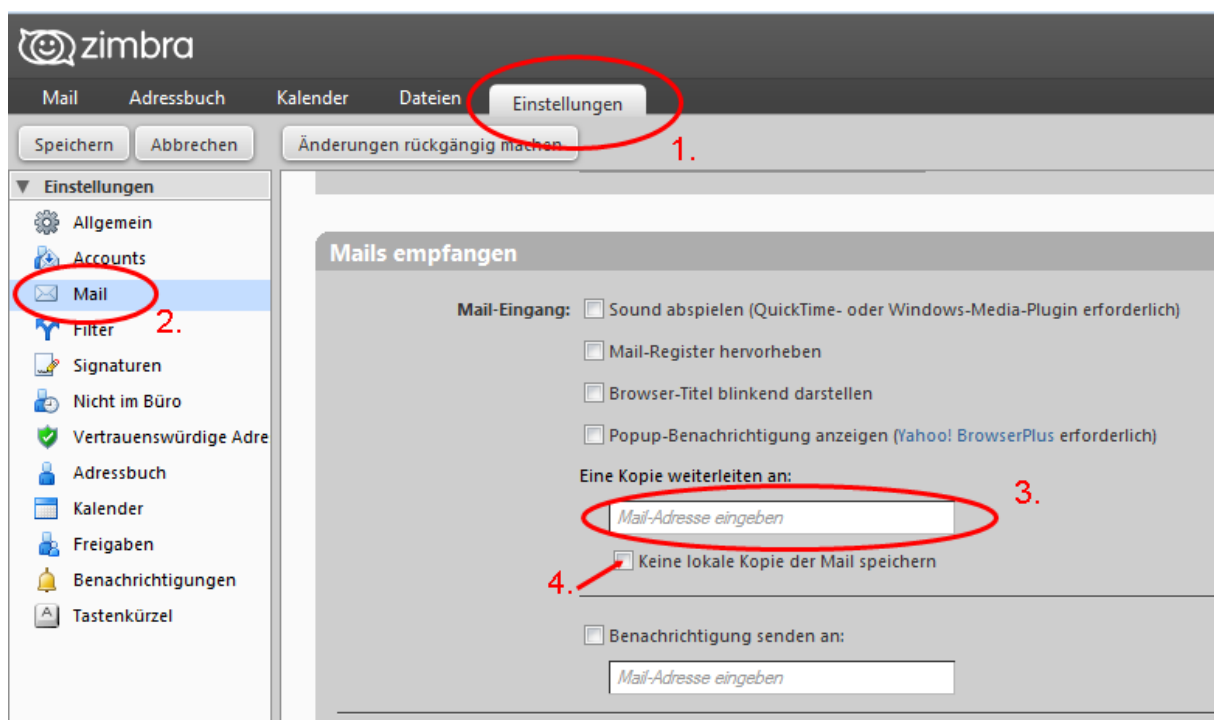 zimbra
Mail Adressbuch Kalender Dateien Einstellungen
Speichern Abbrechen Änderungen rückgängig machen 1.
Einstellungen
Allgemein
Accounts
Mail
2.
Filter
Signaturen
Nicht im Büro
Vertrauenswürdige Adre
Adressbuch
Kalender
Freigaben
Benachrichtigungen
Tastenkürzel
Mails empfangen
Mail-Eingang: Sound abspielen (QuickTime- oder Windows-Media-Plugin erforderlich)
Mail-Register hervorheben
Browser-Titel blinkend darstellen
Popup-Benachrichtigung anzeigen (Yahoo! BrowserPlus erforderlich)
Eine Kopie weiterleiten an:
3.
Mail-Adresse eingeben
Keine lokale Kopie der Mail speichern
4.
Benachrichtigung senden an:
Mail-Adresse eingeben